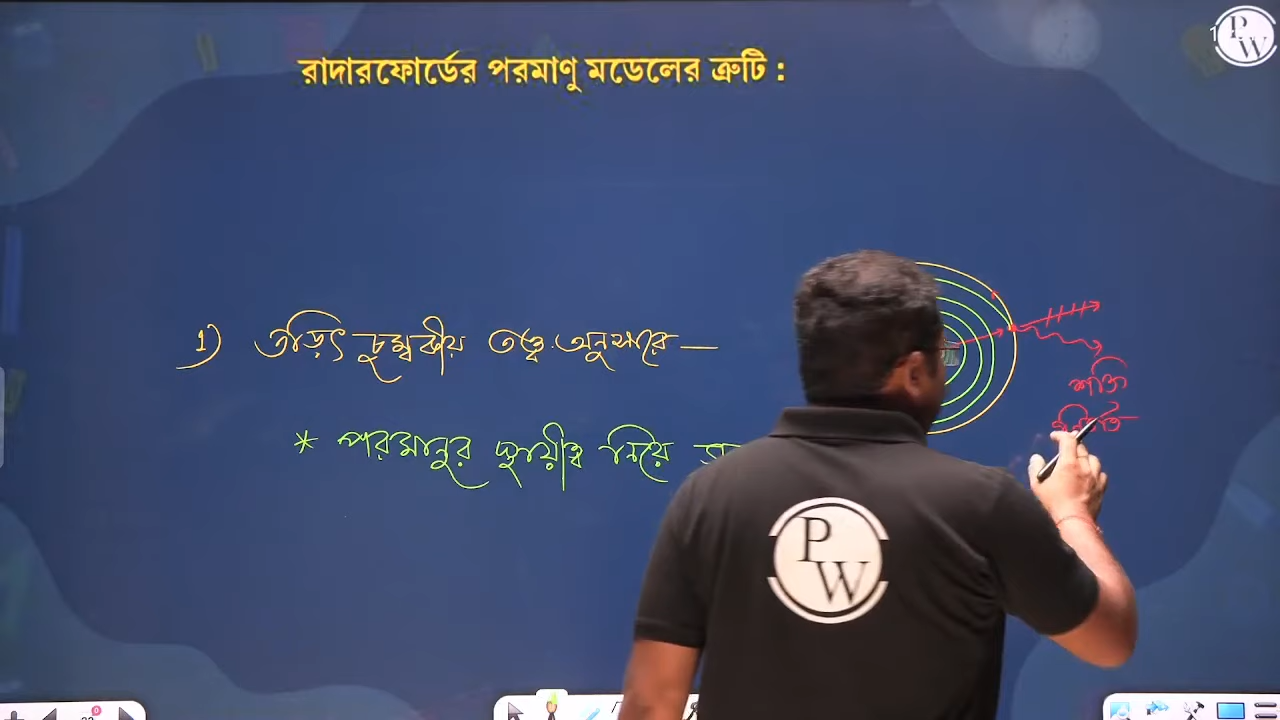 রাদারফোর্ডের পরমাণু মডেলের ত্রুটি :
1) তড়িৎ চুম্বকীয় তত্ত্ব অনুসারে —
শক্তি
* পরমানুর স্থায়ীত্ব নিয়ে
PW
PW